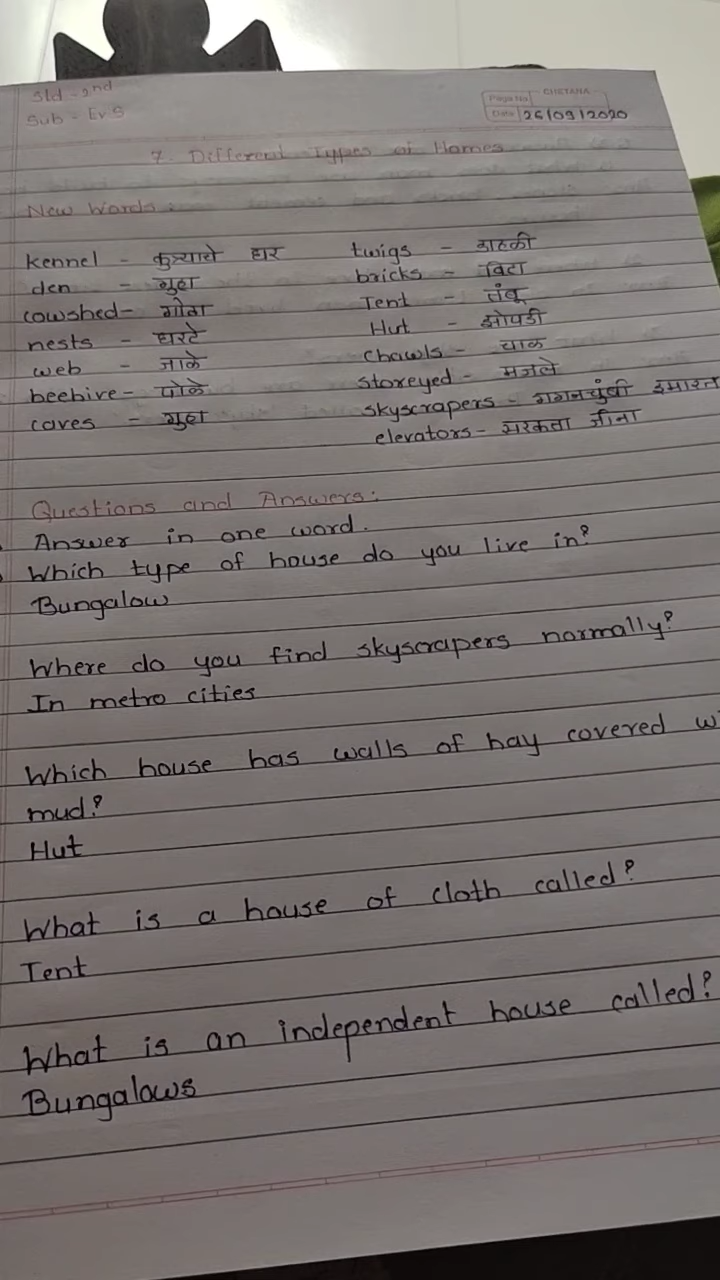 Std - 2nd
Sub - EVS
CHETANA
Page No
Date 26/09/2020
7. Different Types of Homes
New Words:
kennel - कुत्र्याचे घर
den - गुहा
cowshed - गोठा
nests - घरटे
web - जाळे
beehive - पोळे
caves - गुहा
twigs - डाहळी
bricks - विटा
Tent - तंबू
Hut - झोपडी
Chawls - चाळ
storeyed - मजले
skyscrapers - गगनचुंबी इमारत
elevators - सरकता जीना
Questions and Answers:
Answer in one word.
Which type of house do you live in?
Bungalow
Where do you find skyscrapers normally?
In metro cities
Which house has walls of hay covered
mud?
Hut
What is a house of cloth called?
Tent
What is an independent house called?
Bungalows